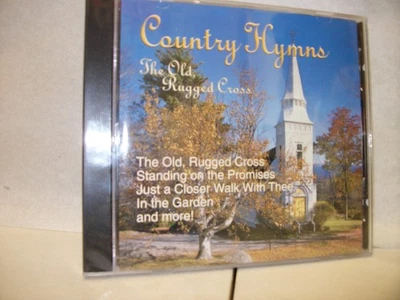 Country Hymns
The Old,
Rugged Cross
The Old, Rugged Cross
Standing on the Promises
Just a Closer Walk With Thee
In the Garden
and more!